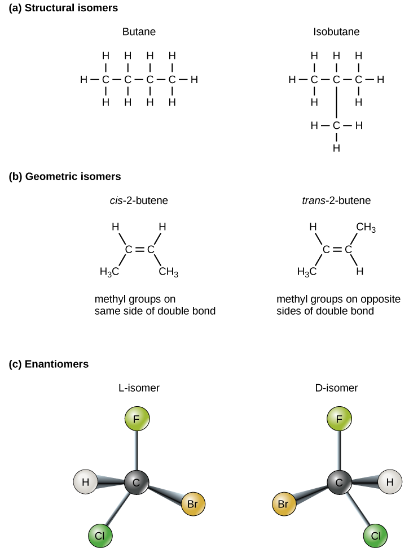 (a) Structural isomers
Butane Isobutane
H H H H H H H
H–C–C–C–C–H H–C–C–C–H
H H H H H H
H–C–H
H
(b) Geometric isomers
cis-2-butene trans-2-butene
H H H CH₃
C=C C=C
H₃C CH₃ H₃C H
methyl groups on methyl groups on opposite
same side of double bond sides of double bond
(c) Enantiomers
L-isomer D-isomer
F F
H C Br Br C H
Cl Cl